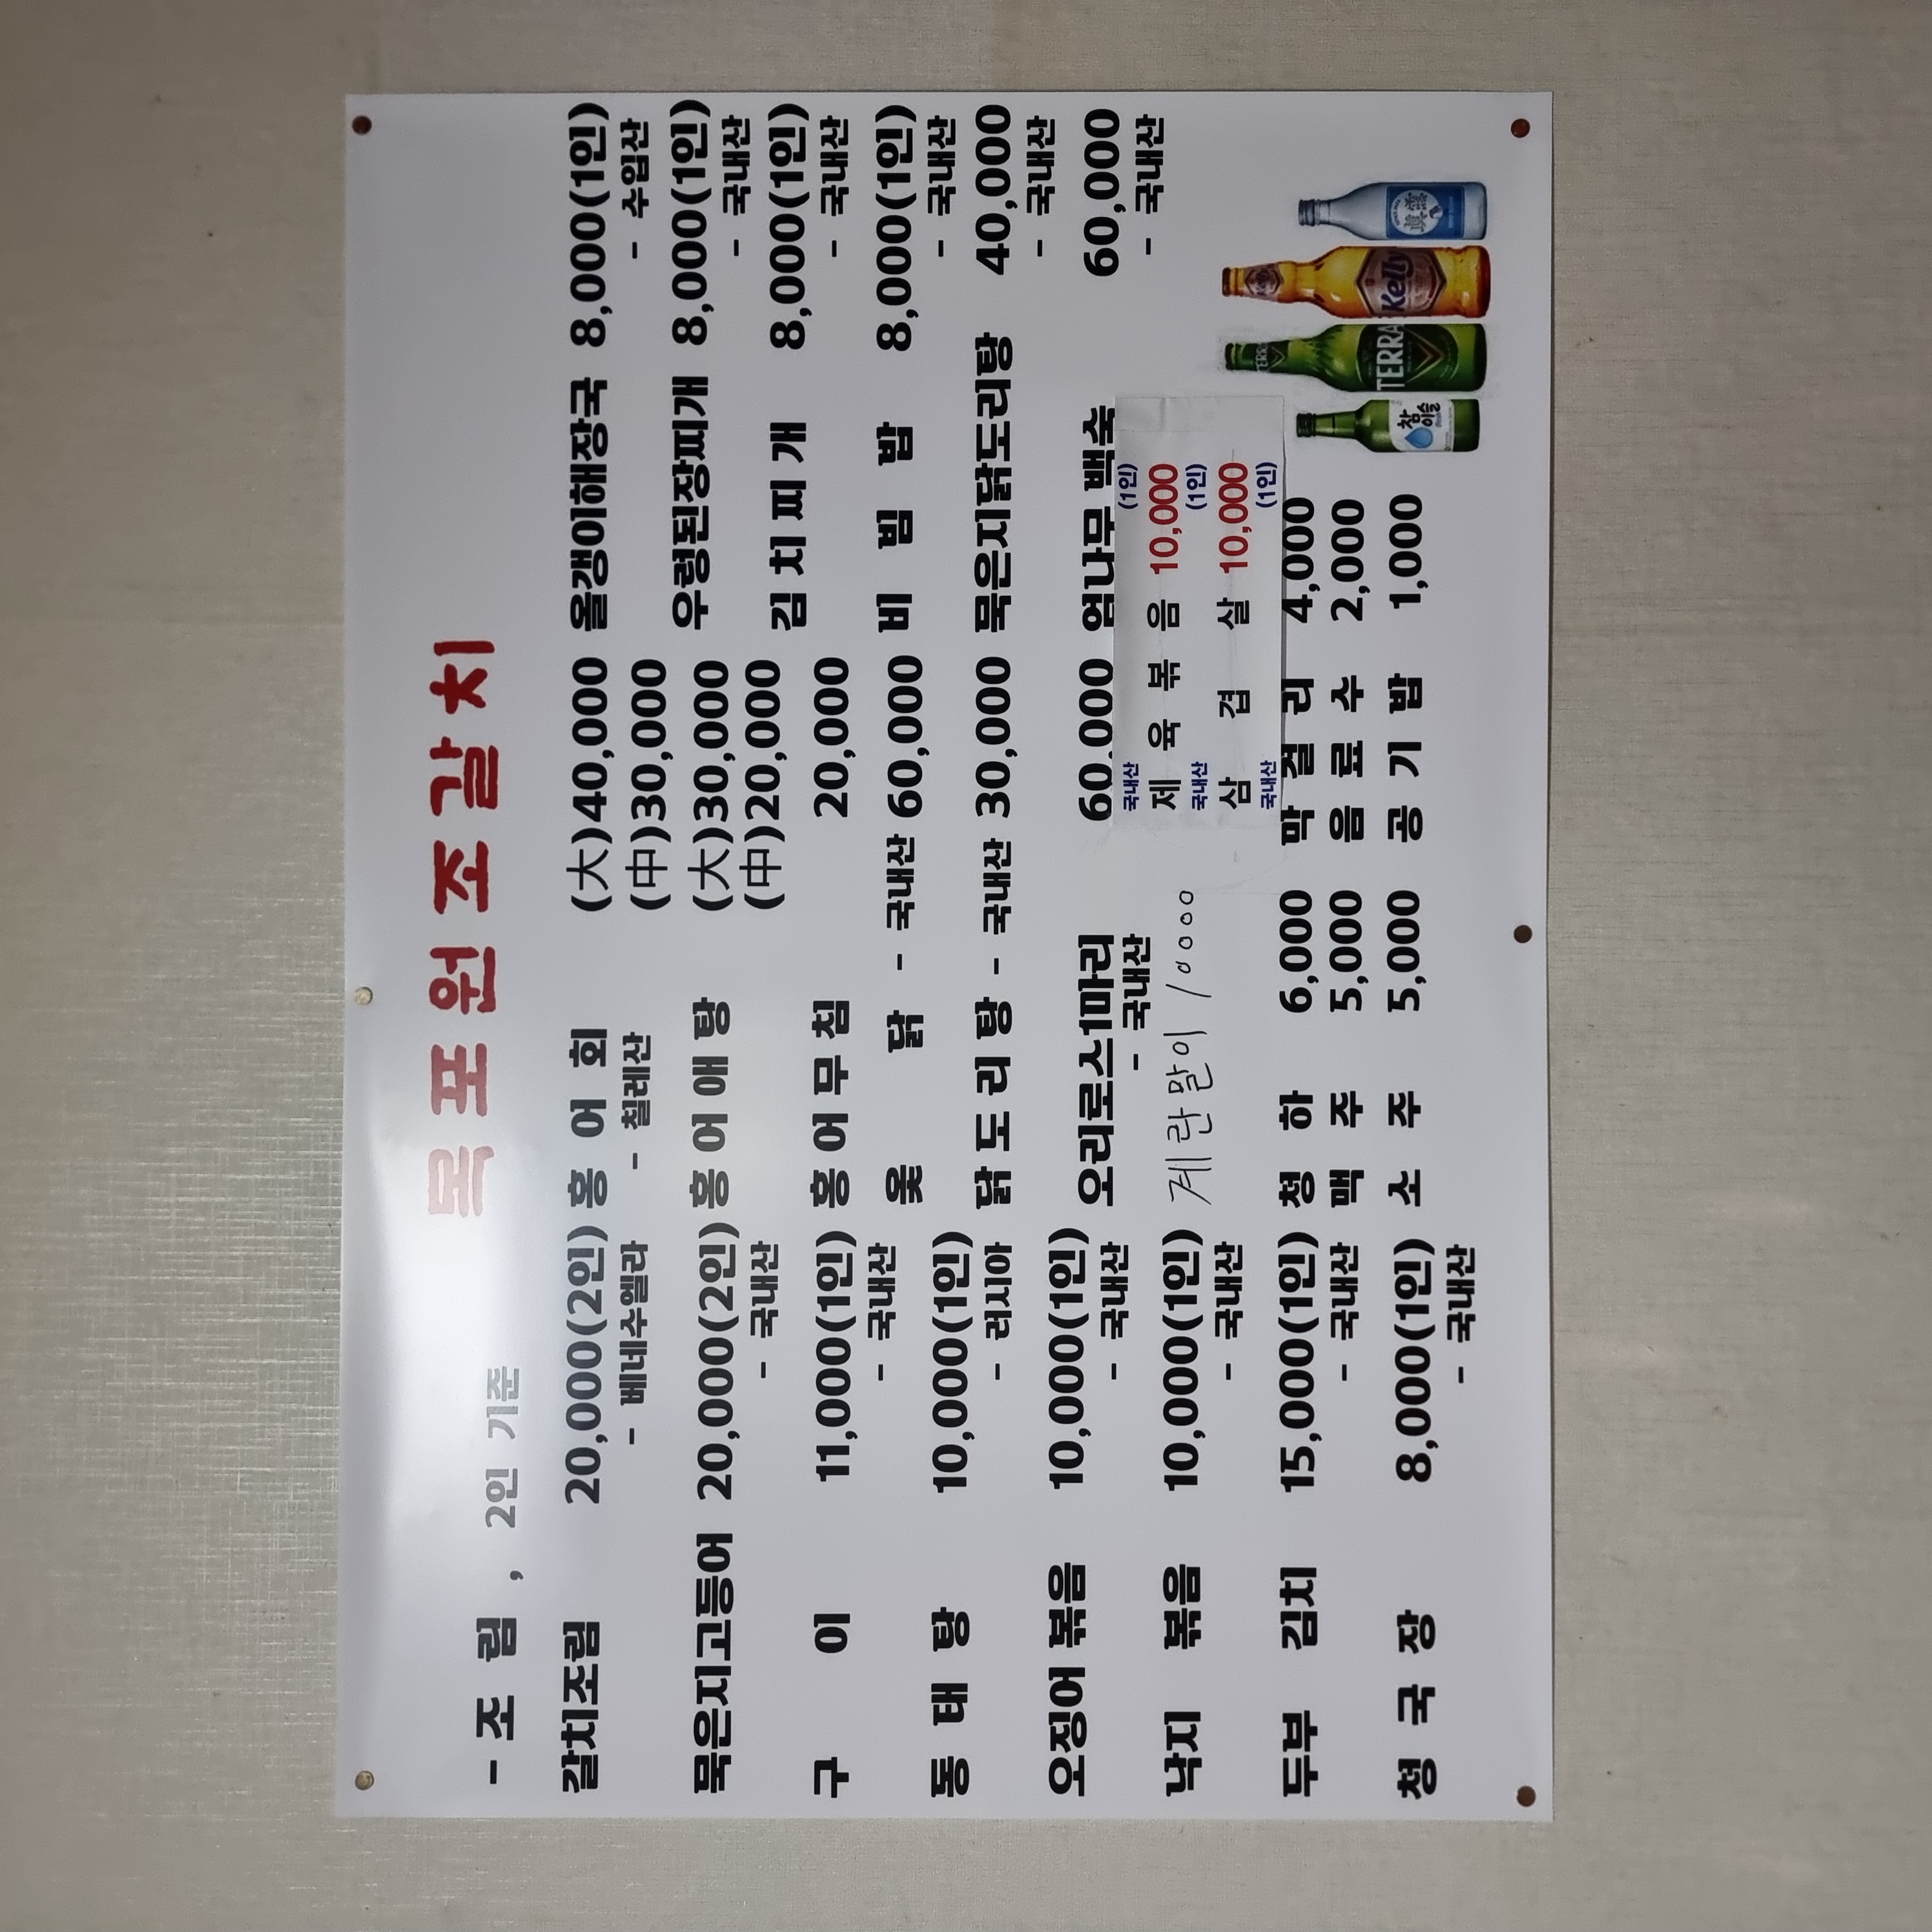 목포원조갈치
- 조림, 2인 기준
갈치조림 20,000(2인)
- 베네수엘라
묵은지고등어 20,000(2인)
- 국내산
구이 11,000(1인)
- 국내산
동태탕 10,000(1인)
- 러시아
오징어 볶음 10,000(1인)
- 국내산
낙지 볶음 10,000(1인)
- 국내산
두부 김치 15,000(1인)
- 국내산
청국장 8,000(1인)
- 국내산
홍어회 (大)40,000
- 칠레산 (中)30,000
홍어애탕 (大)30,000
(中)20,000
홍어무침 20,000
옻닭 - 국내산 60,000
닭도리탕 - 국내산 30,000
오리로스1마리 60,000
- 국내산
계란말이 10000
청하 6,000
맥주 5,000
소주 5,000
올갱이해장국 8,000(1인)
- 수입산
우렁된장찌개 8,000(1인)
- 국내산
김치찌개 8,000(1인)
- 국내산
비빔밥 8,000(1인)
- 국내산
묵은지닭도리탕 40,000
- 국내산
엄나무 백숙 60,000
- 국내산
국내산 (1인)
제육볶음 10,000
국내산 (1인)
삼겹살 10,000
국내산 (1인)
막걸리 4,000
음료수 2,000
공기밥 1,000
참이슬
TERRA
TERRA
Kelly
眞露